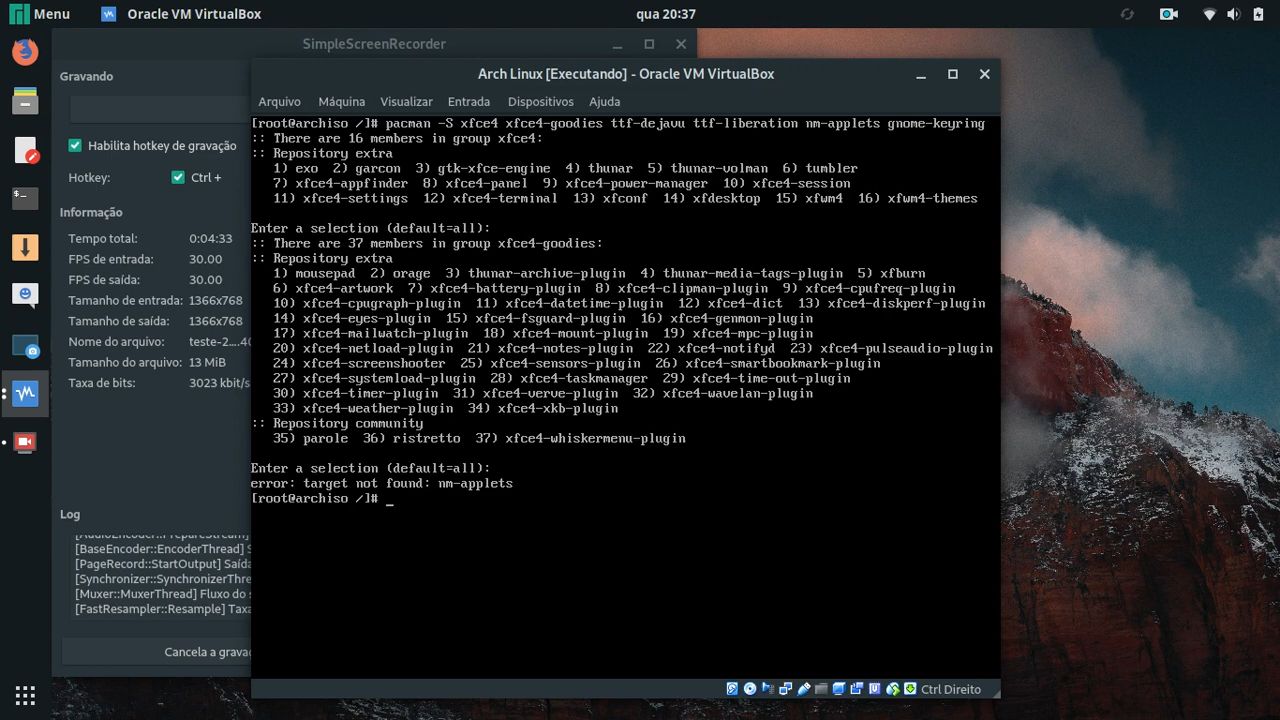 Menu
Oracle VM VirtualBox
qua 20:37
SimpleScreenRecorder
Gravando
Habilita hotkey de gravação
Hotkey:
Ctrl +
Informação
Tempo total: 0:04:33
FPS de entrada: 30.00
FPS de saída: 30.00
Tamanho de entrada: 1366x768
Tamanho de saída: 1366x768
Nome do arquivo: teste-2....40
Tamanho do arquivo: 13 MiB
Taxa de bits: 3023 kbit/s
Log
[AudioEncoder::PrepareStream]
[BaseEncoder::EncoderThread] S
[PageRecord::StartOutput] Saída
[Synchronizer::SynchronizerThre
[Muxer::MuxerThread] Fluxo do s
[FastResampler::Resample] Taxa
Cancela a gravaç
Arch Linux [Executando] - Oracle VM VirtualBox
Arquivo Máquina Visualizar Entrada Dispositivos Ajuda
[root@archiso /]# pacman -S xfce4 xfce4-goodies ttf-dejavu ttf-liberation nm-applets gnome-keyring
:: There are 16 members in group xfce4:
:: Repository extra
1) exo 2) garcon 3) gtk-xfce-engine 4) thunar 5) thunar-volman 6) tumbler
7) xfce4-appfinder 8) xfce4-panel 9) xfce4-power-manager 10) xfce4-session
11) xfce4-settings 12) xfce4-terminal 13) xfconf 14) xfdesktop 15) xfwm4 16) xfwm4-themes
Enter a selection (default=all):
:: There are 37 members in group xfce4-goodies:
:: Repository extra
1) mousepad 2) orage 3) thunar-archive-plugin 4) thunar-media-tags-plugin 5) xfburn
6) xfce4-artwork 7) xfce4-battery-plugin 8) xfce4-clipman-plugin 9) xfce4-cpufreq-plugin
10) xfce4-cpugraph-plugin 11) xfce4-datetime-plugin 12) xfce4-dict 13) xfce4-diskperf-plugin
14) xfce4-eyes-plugin 15) xfce4-fsguard-plugin 16) xfce4-genmon-plugin
17) xfce4-mailwatch-plugin 18) xfce4-mount-plugin 19) xfce4-mpc-plugin
20) xfce4-netload-plugin 21) xfce4-notes-plugin 22) xfce4-notifyd 23) xfce4-pulseaudio-plugin
24) xfce4-screenshooter 25) xfce4-sensors-plugin 26) xfce4-smartbookmark-plugin
27) xfce4-systemload-plugin 28) xfce4-taskmanager 29) xfce4-time-out-plugin
30) xfce4-timer-plugin 31) xfce4-verve-plugin 32) xfce4-wavelan-plugin
33) xfce4-weather-plugin 34) xfce4-xkb-plugin
:: Repository community
35) parole 36) ristretto 37) xfce4-whiskermenu-plugin
Enter a selection (default=all):
error: target not found: nm-applets
[root@archiso /]# _
Ctrl Direito